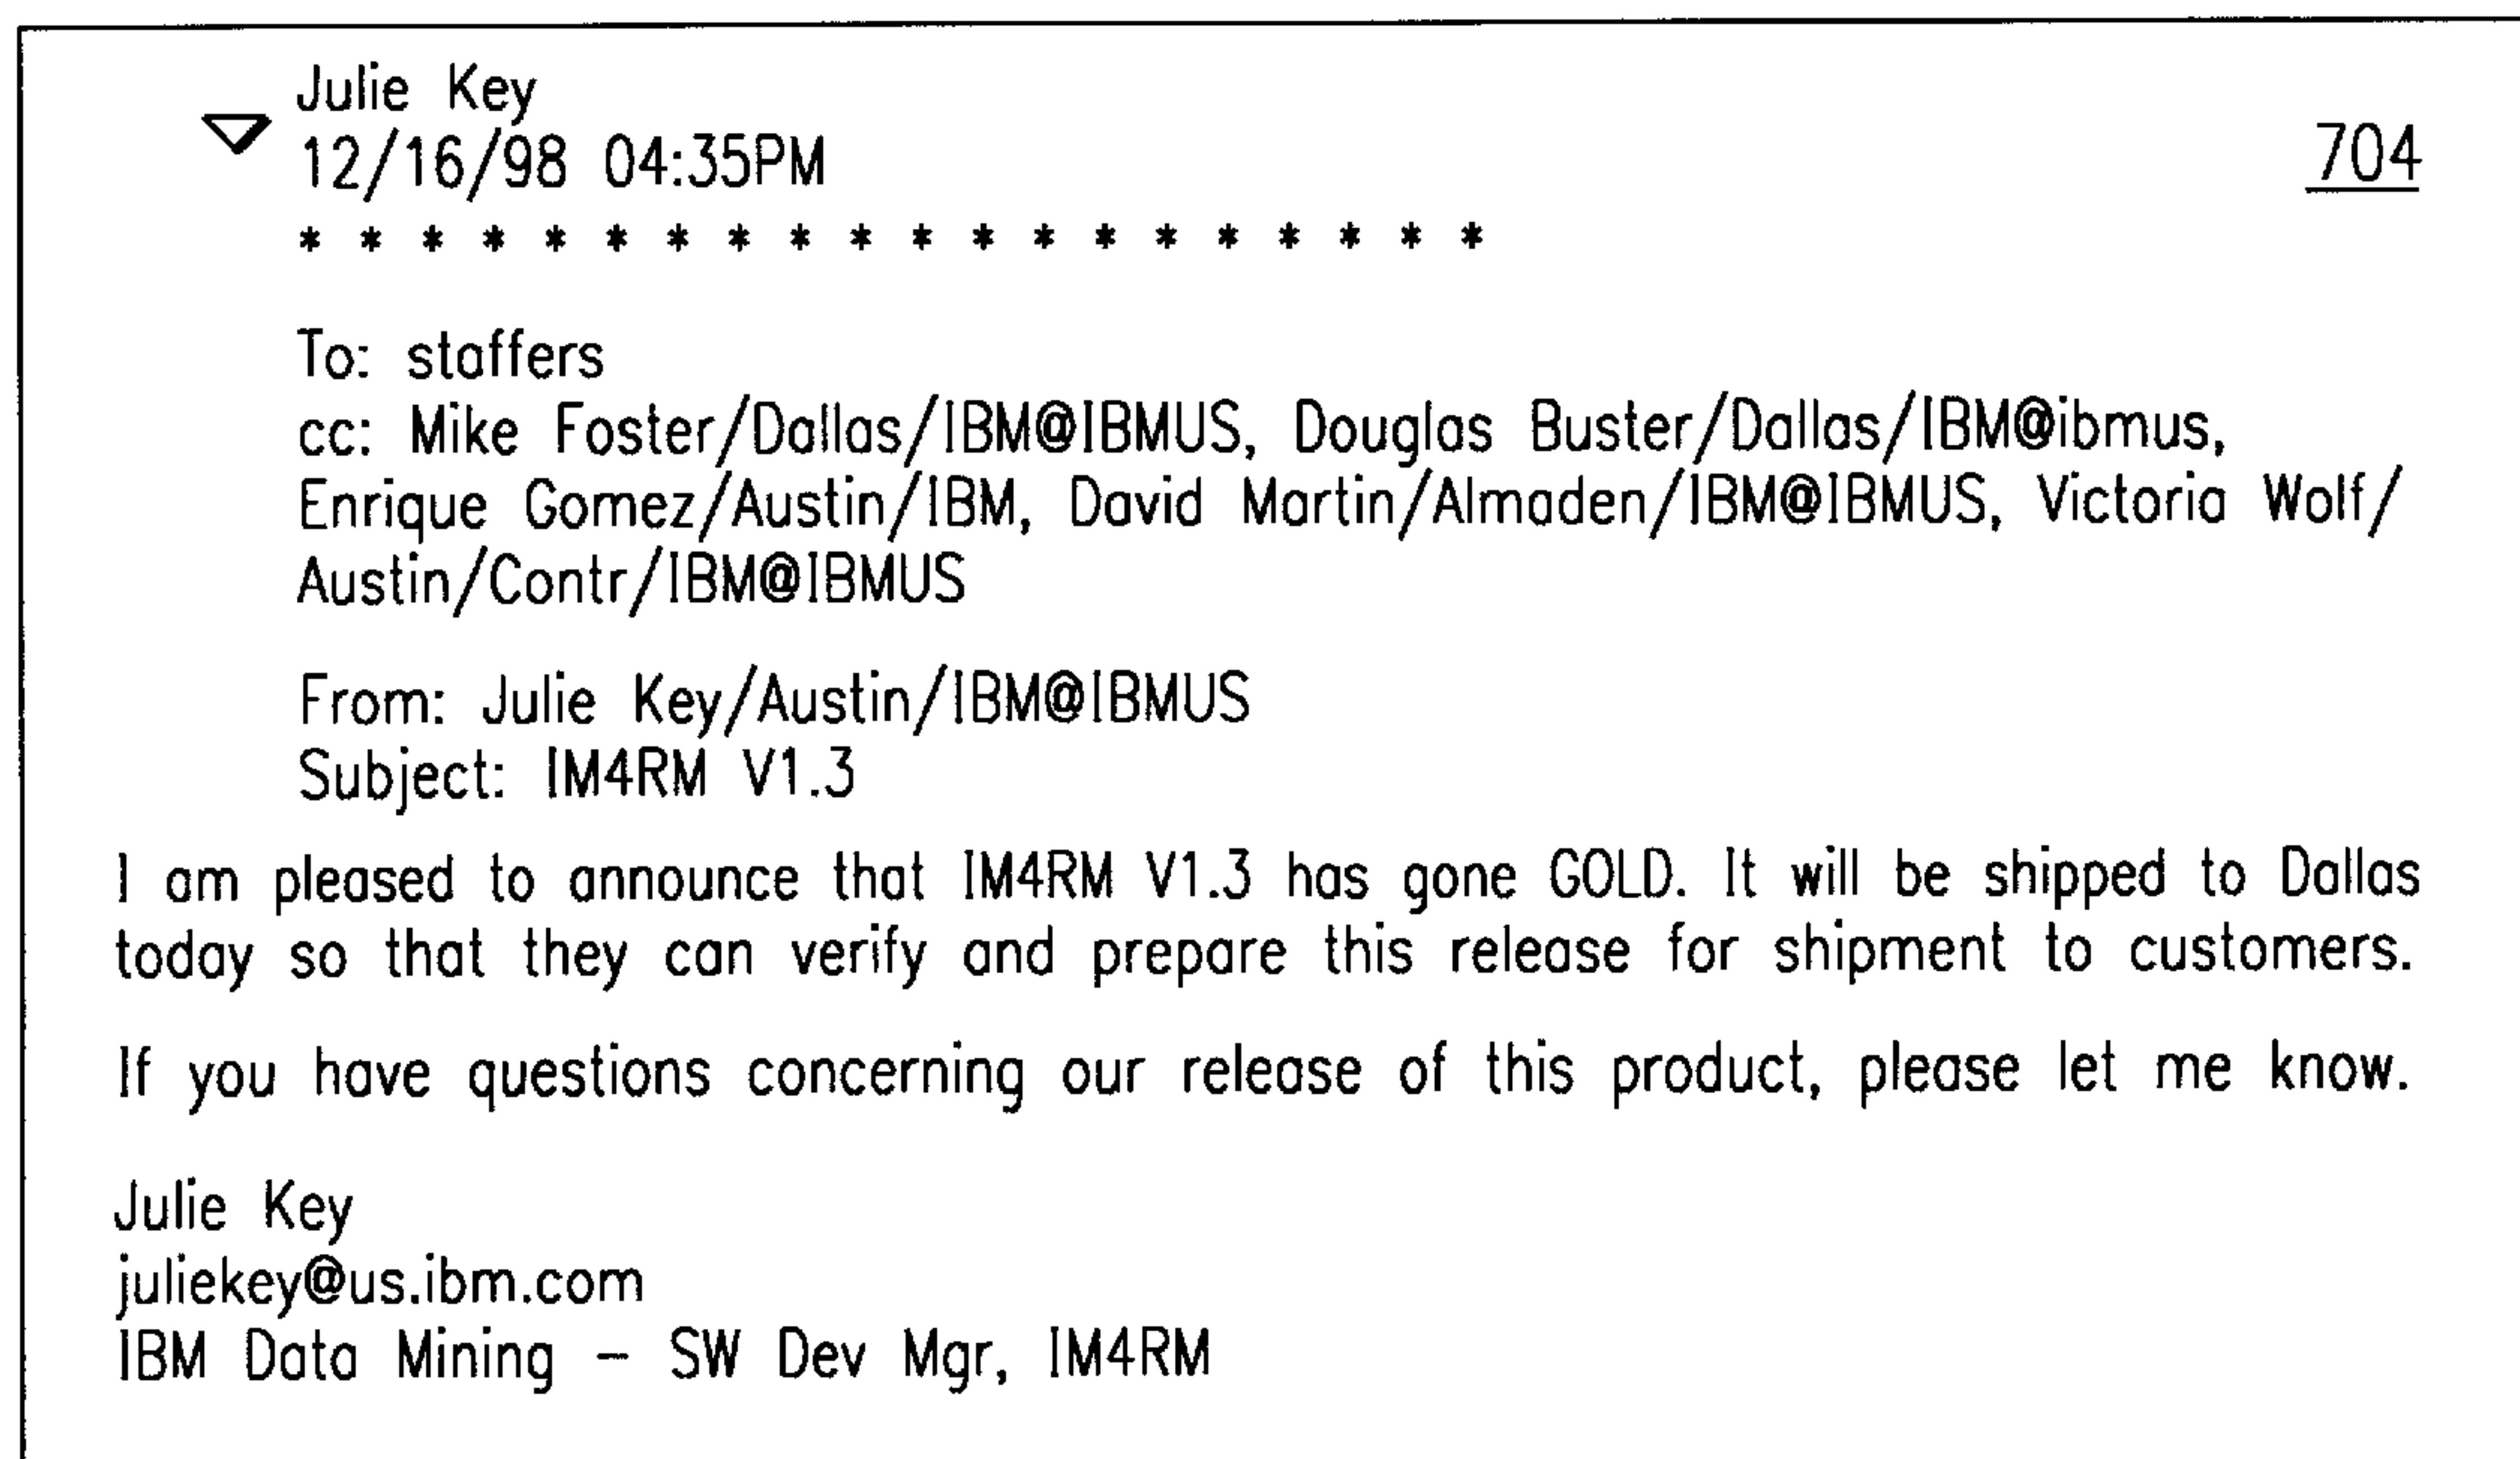 Julie Key
12/16/98 04:35PM
704
* * * * * * * * * * * * * * * * * * * *
To: staffers
cc: Mike Foster/Dallas/IBM@IBMUS, Douglas Buster/Dallas/IBM@ibmus,
Enrique Gomez/Austin/IBM, David Martin/Almaden/IBM@IBMUS, Victoria Wolf/
Austin/Contr/IBM@IBMUS
From: Julie Key/Austin/IBM@IBMUS
Subject: IM4RM V1.3
I am pleased to announce that IM4RM V1.3 has gone GOLD. It will be shipped to Dallas
today so that they can verify and prepare this release for shipment to customers.
If you have questions concerning our release of this product, please let me know.
Julie Key
juliekey@us.ibm.com
IBM Data Mining – SW Dev Mgr, IM4RM